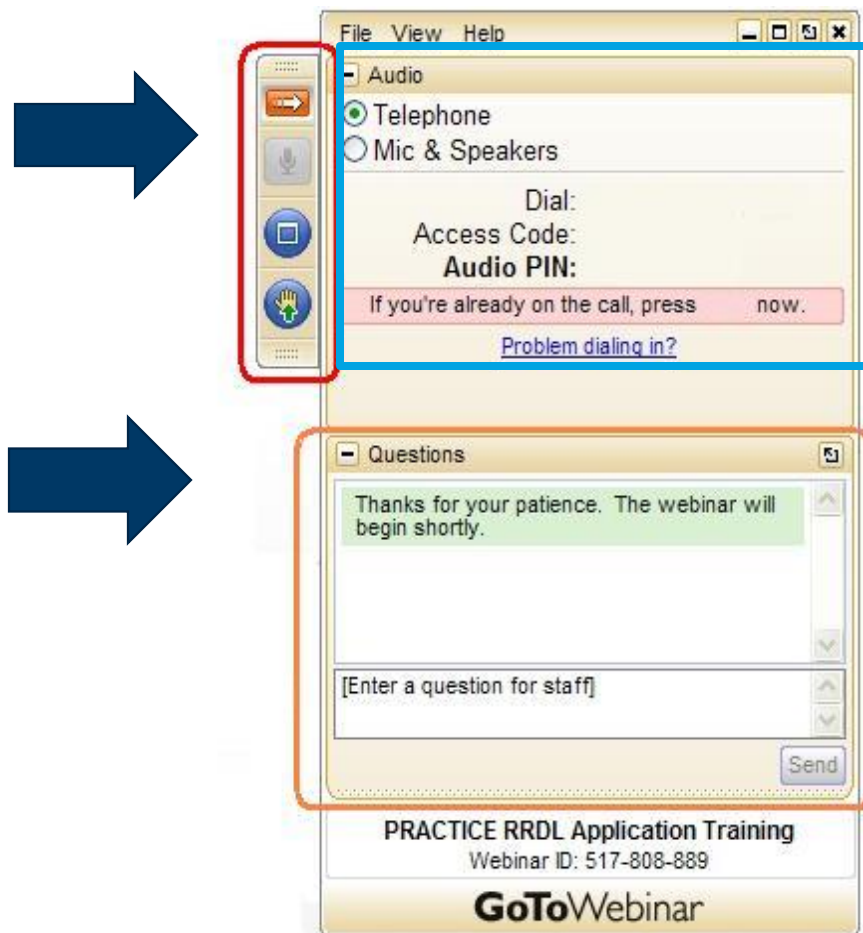 File View Help
Audio
Telephone
Mic & Speakers
Dial:
Access Code:
Audio PIN:
If you're already on the call, press now.
Problem dialing in?
Questions
Thanks for your patience. The webinar will
begin shortly.
[Enter a question for staff]
Send
PRACTICE RRDL Application Training
Webinar ID: 517-808-889
GoToWebinar